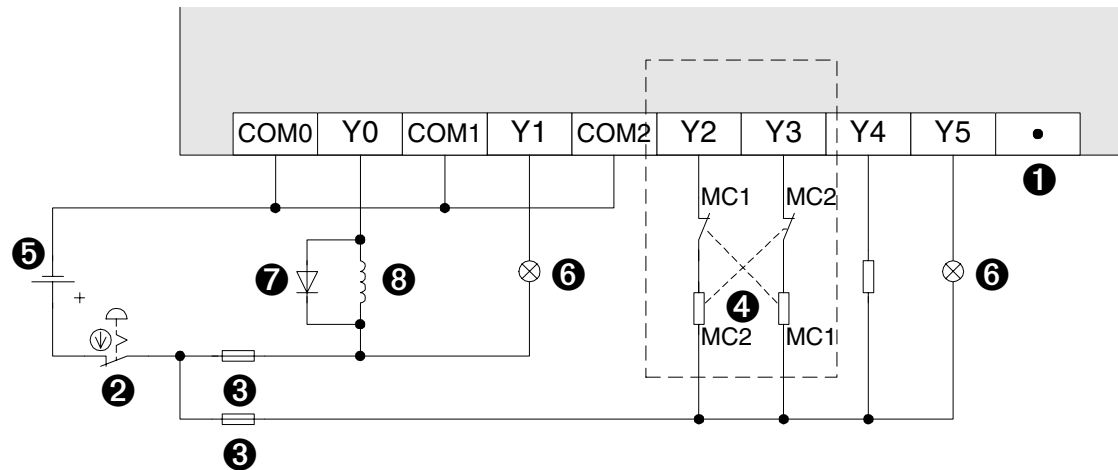 COM0 Y0 COM1 Y1 COM2 Y2 Y3 Y4 Y5 •
❶
MC1 MC2
❺ ❼ ❽ ❻ ❻
+
❹
MC2 MC1
❷ ❸
❸